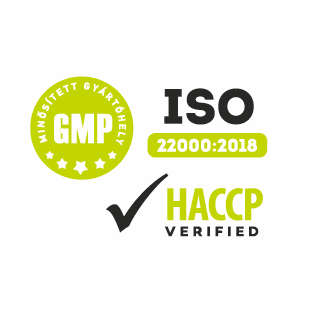 MINŐSÍTETT GYÁRTÓHELY
GMP
ISO
22000:2018
HACCP
VERIFIED